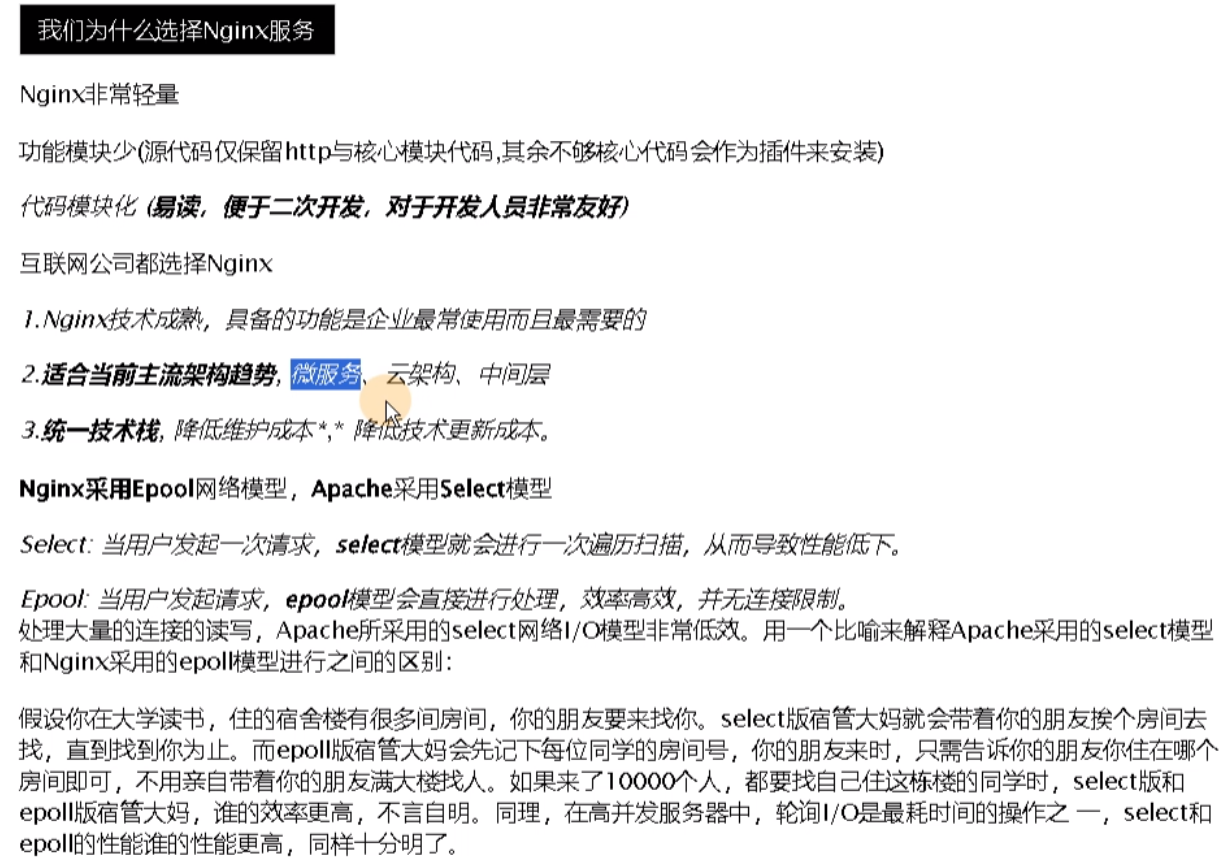 我们为什么选择Nginx服务
Nginx非常轻量
功能模块少(源代码仅保留http与核心模块代码,其余不够核心代码会作为插件来安装)
代码模块化 (易读，便于二次开发，对于开发人员非常友好)
互联网公司都选择Nginx
1.Nginx技术成熟，具备的功能是企业最常使用而且最需要的
2.适合当前主流架构趋势, 微服务、云架构、中间层
3.统一技术栈, 降低维护成本*,* 降低技术更新成本。
Nginx采用Epool网络模型，Apache采用Select模型
Select: 当用户发起一次请求，select模型就会进行一次遍历扫描，从而导致性能低下。
Epool: 当用户发起请求，epool模型会直接进行处理，效率高效，并无连接限制。
处理大量的连接的读写，Apache所采用的select网络I/O模型非常低效。用一个比喻来解释Apache采用的select模型
和Nginx采用的epoll模型进行之间的区别：
假设你在大学读书，住的宿舍楼有很多间房间，你的朋友要来找你。select版宿管大妈就会带着你的朋友挨个房间去
找，直到找到你为止。而epoll版宿管大妈会先记下每位同学的房间号，你的朋友来时，只需告诉你的朋友你住在哪个
房间即可，不用亲自带着你的朋友满大楼找人。如果来了10000个人，都要找自己住这栋楼的同学时，select版和
epoll版宿管大妈，谁的效率更高，不言自明。同理，在高并发服务器中，轮询I/O是最耗时间的操作之 一，select和
epoll的性能谁的性能更高，同样十分明了。